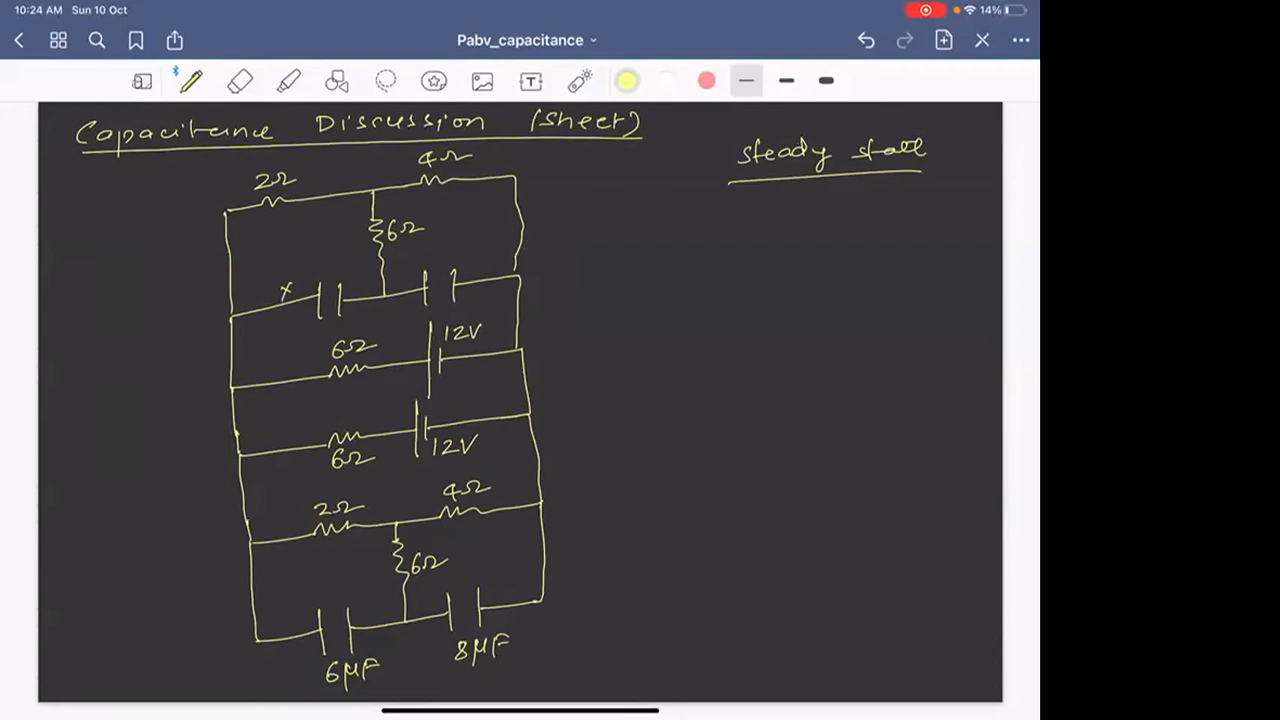 10:24 AM Sun 10 Oct
14%
Pabv_capacitance
Capacitance Discussion (Sheet)
Steady state
4Ω
2Ω
6Ω
x
12V
6Ω
12V
6Ω
4Ω
2Ω
6Ω
8μF
6μF